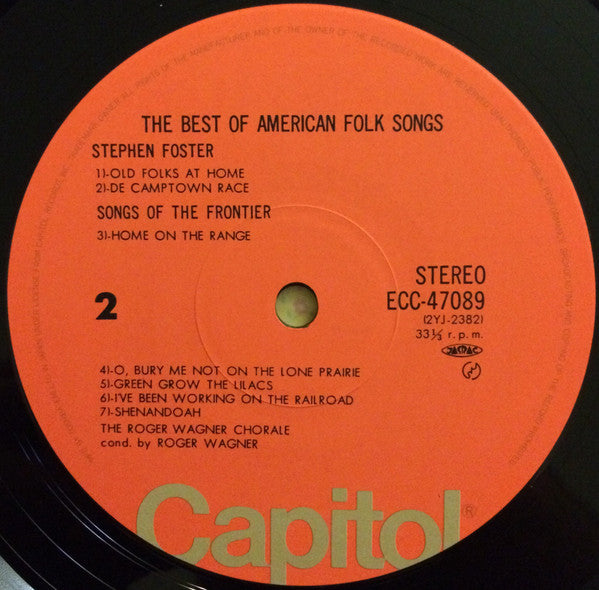 THE BEST OF AMERICAN FOLK SONGS
STEPHEN FOSTER
1)-OLD FOLKS AT HOME
2)-DE CAMPTOWN RACE
SONGS OF THE FRONTIER
3)-HOME ON THE RANGE
2
STEREO
ECC-47089
(2YJ-2382)
33⅓ r.p.m.
JASRAC
4)-O, BURY ME NOT ON THE LONE PRAIRIE
5)-GREEN GROW THE LILACS
6)-I'VE BEEN WORKING ON THE RAILROAD
7)-SHENANDOAH
THE ROGER WAGNER CHORALE
cond. by ROGER WAGNER
Capitol®